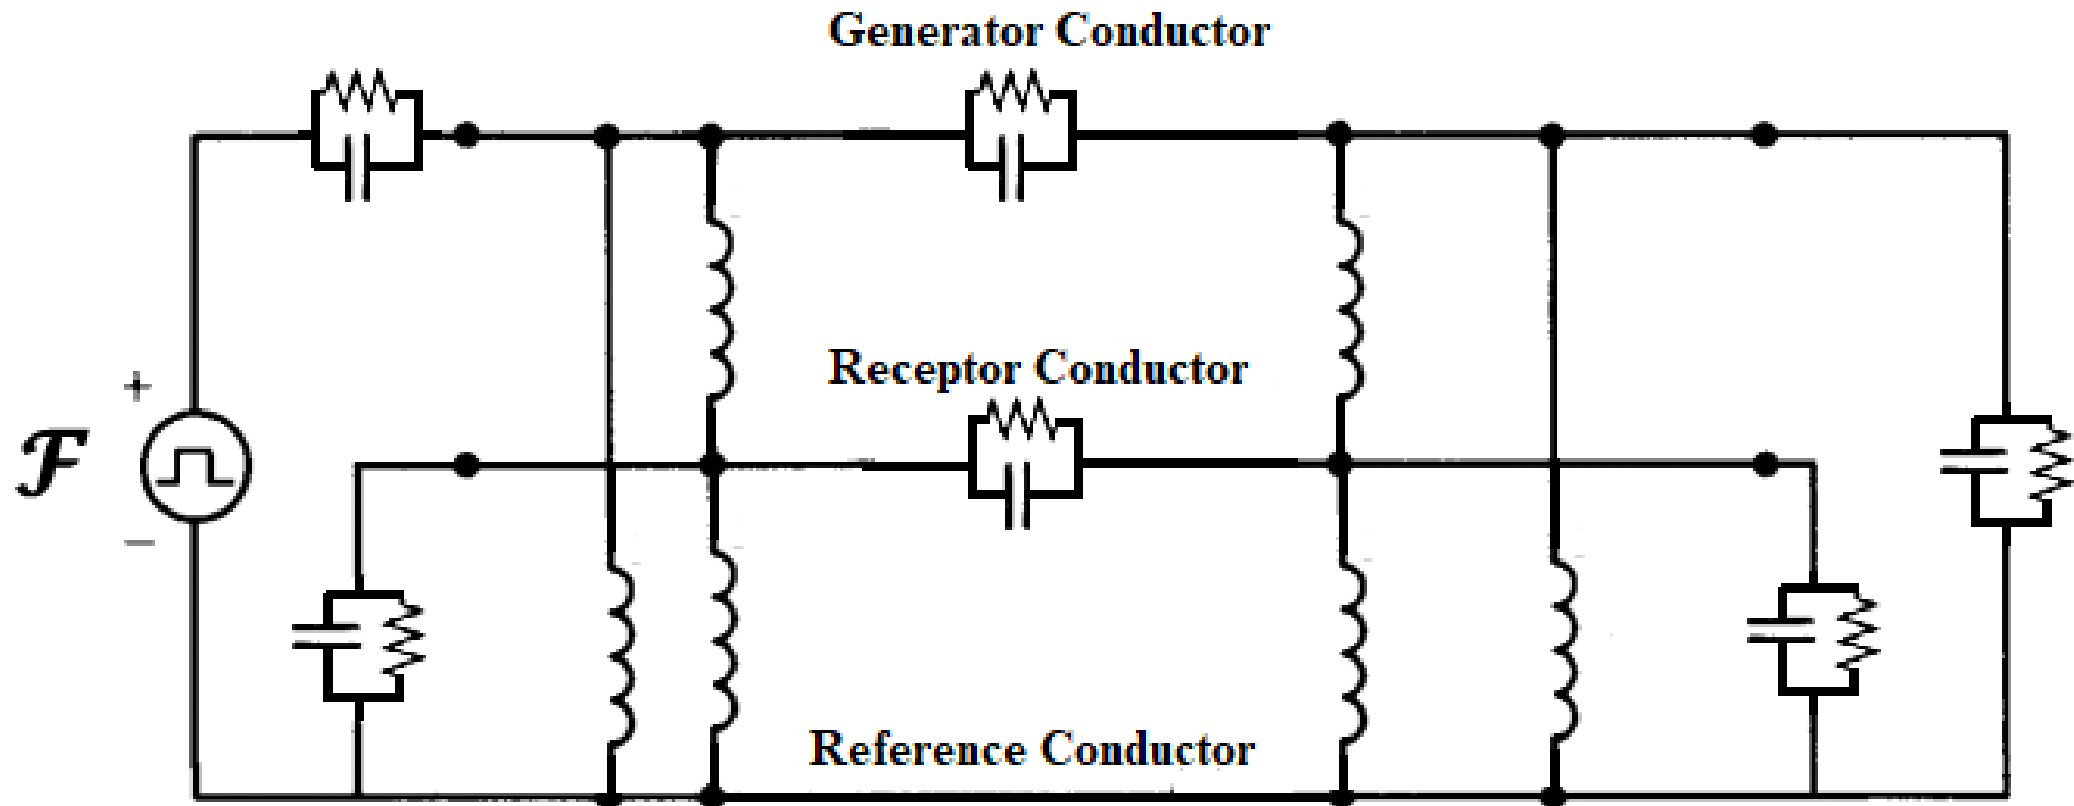 Generator Conductor
+
Receptor Conductor
ℱ
−
Reference Conductor